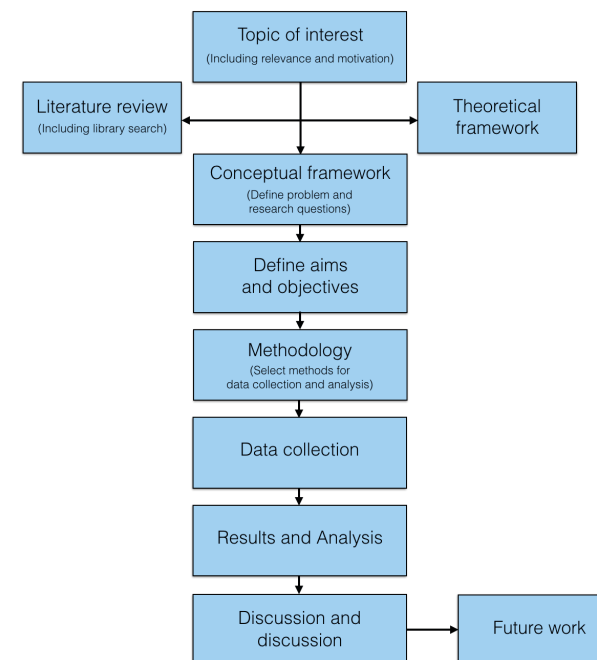 Topic of interest
(Including relevance and motivation)
Literature review
(Including library search)
Theoretical
framework
Conceptual framework
(Define problem and
research questions)
Define aims
and objectives
Methodology
(Select methods for
data collection and analysis)
Data collection
Results and Analysis
Discussion and
discussion
Future work